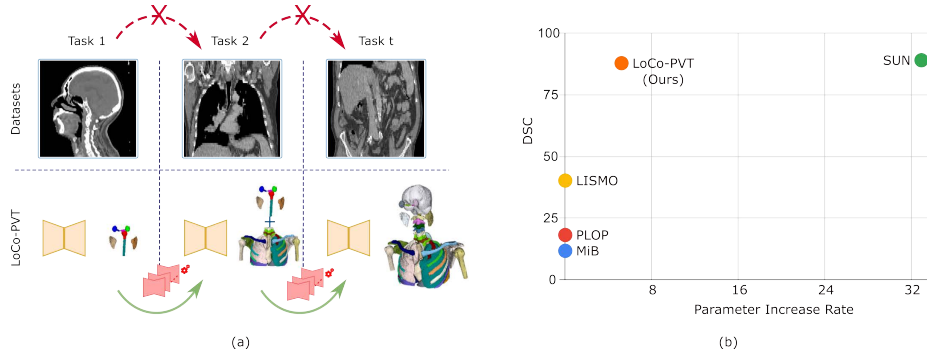 Task 1
Task 2
Task t
Datasets
LoCo-PVT
(a)
100
75
50
25
0
DSC
LoCo-PVT
(Ours)
SUN
LISMO
PLOP
MiB
8
16
24
32
Parameter Increase Rate
(b)